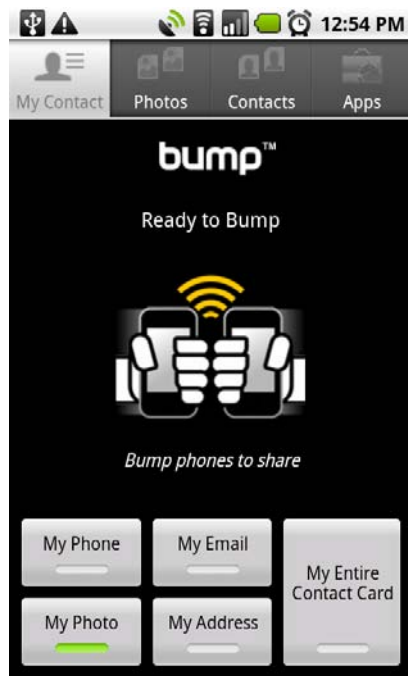 12:54 PM
My Contact
Photos
Contacts
Apps
bump™
Ready to Bump
Bump phones to share
My Phone
My Email
My Entire
Contact Card
My Photo
My Address